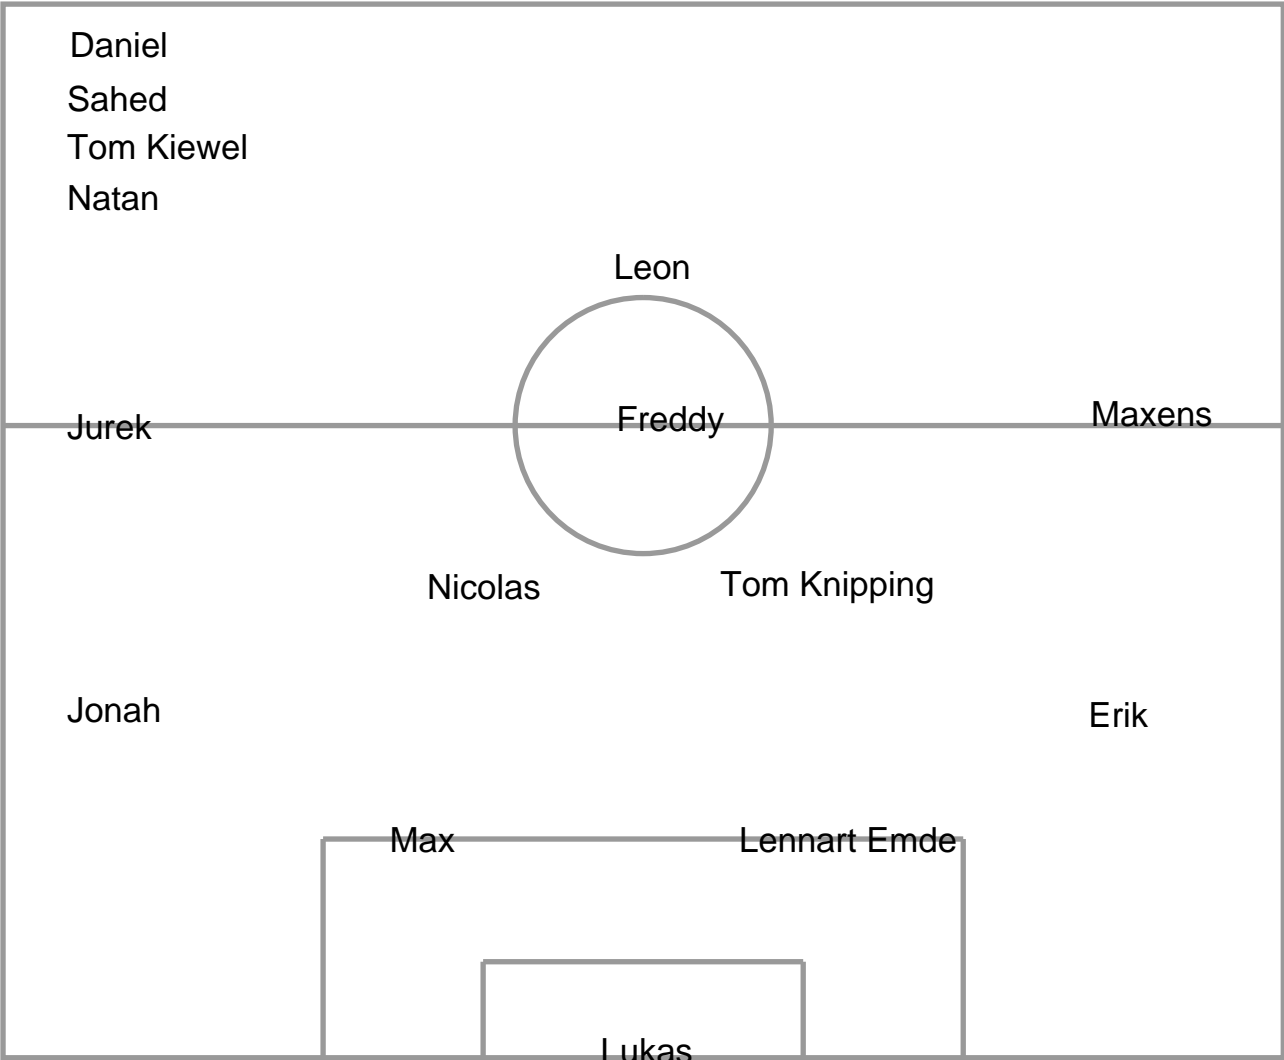 Daniel
Sahed
Tom Kiewel
Natan
Leon
Jurek
Freddy
Maxens
Nicolas
Tom Knipping
Jonah
Erik
Max
Lennart Emde
Lukas